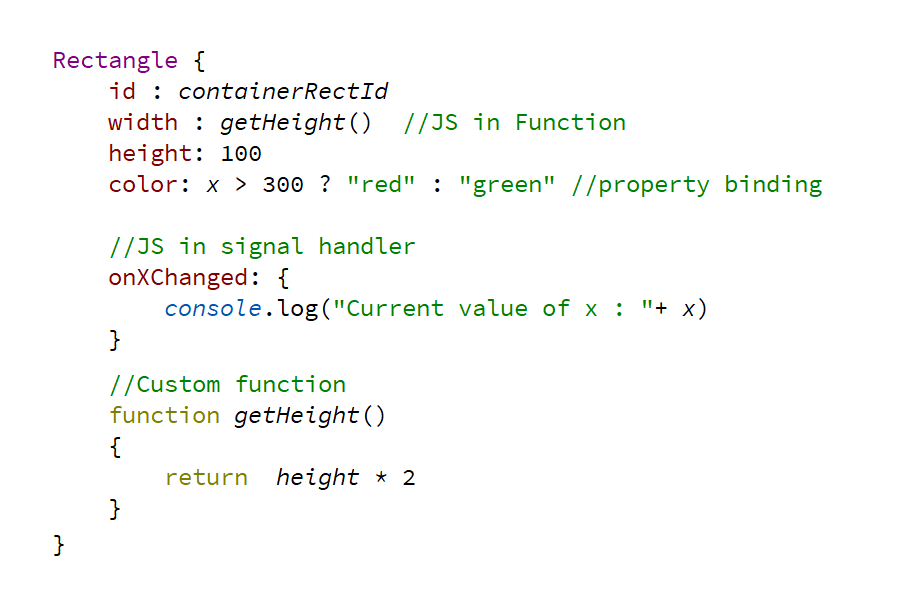 Rectangle {
    id : containerRectId
    width : getHeight()  //JS in Function
    height: 100
    color: x > 300 ? "red" : "green" //property binding

    //JS in signal handler
    onXChanged: {
        console.log("Current value of x : "+ x)
    }
    //Custom function
    function getHeight()
    {
        return  height * 2
    }
}